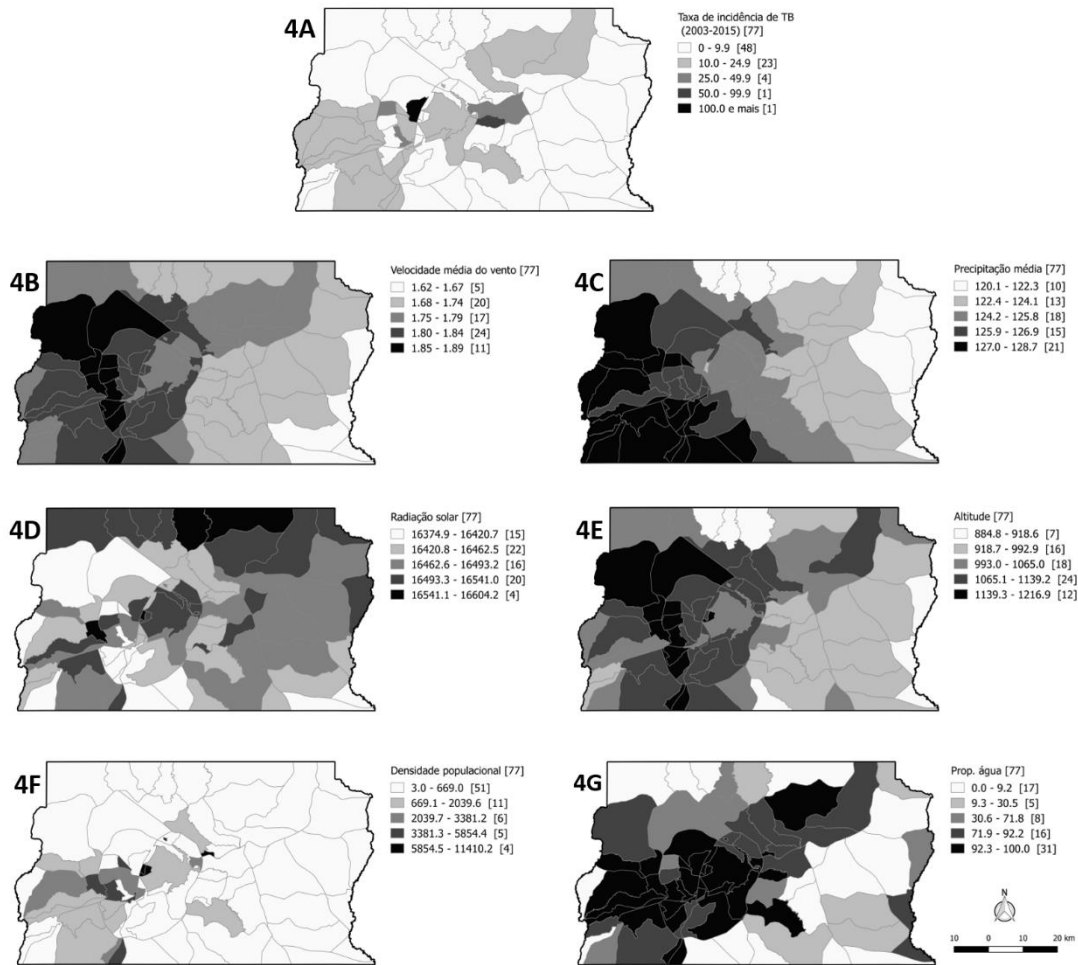 4A
Taxa de incidência de TB
(2003-2015) [77]
0 - 9.9 [48]
10.0 - 24.9 [23]
25.0 - 49.9 [4]
50.0 - 99.9 [1]
100.0 e mais [1]
4B
Velocidade média do vento [77]
1.62 - 1.67 [5]
1.68 - 1.74 [20]
1.75 - 1.79 [17]
1.80 - 1.84 [24]
1.85 - 1.89 [11]
4C
Precipitação média [77]
120.1 - 122.3 [10]
122.4 - 124.1 [13]
124.2 - 125.8 [18]
125.9 - 126.9 [15]
127.0 - 128.7 [21]
4D
Radiação solar [77]
16374.9 - 16420.7 [15]
16420.8 - 16462.5 [22]
16462.6 - 16493.2 [16]
16493.3 - 16541.0 [20]
16541.1 - 16604.2 [4]
4E
Altitude [77]
884.8 - 918.6 [7]
918.7 - 992.9 [16]
993.0 - 1065.0 [18]
1065.1 - 1139.2 [24]
1139.3 - 1216.9 [12]
4F
Densidade populacional [77]
3.0 - 669.0 [51]
669.1 - 2039.6 [11]
2039.7 - 3381.2 [6]
3381.3 - 5854.4 [5]
5854.5 - 11410.2 [4]
4G
Prop. água [77]
0.0 - 9.2 [17]
9.3 - 30.5 [5]
30.6 - 71.8 [8]
71.9 - 92.2 [16]
92.3 - 100.0 [31]
N
10 0 10 20 km